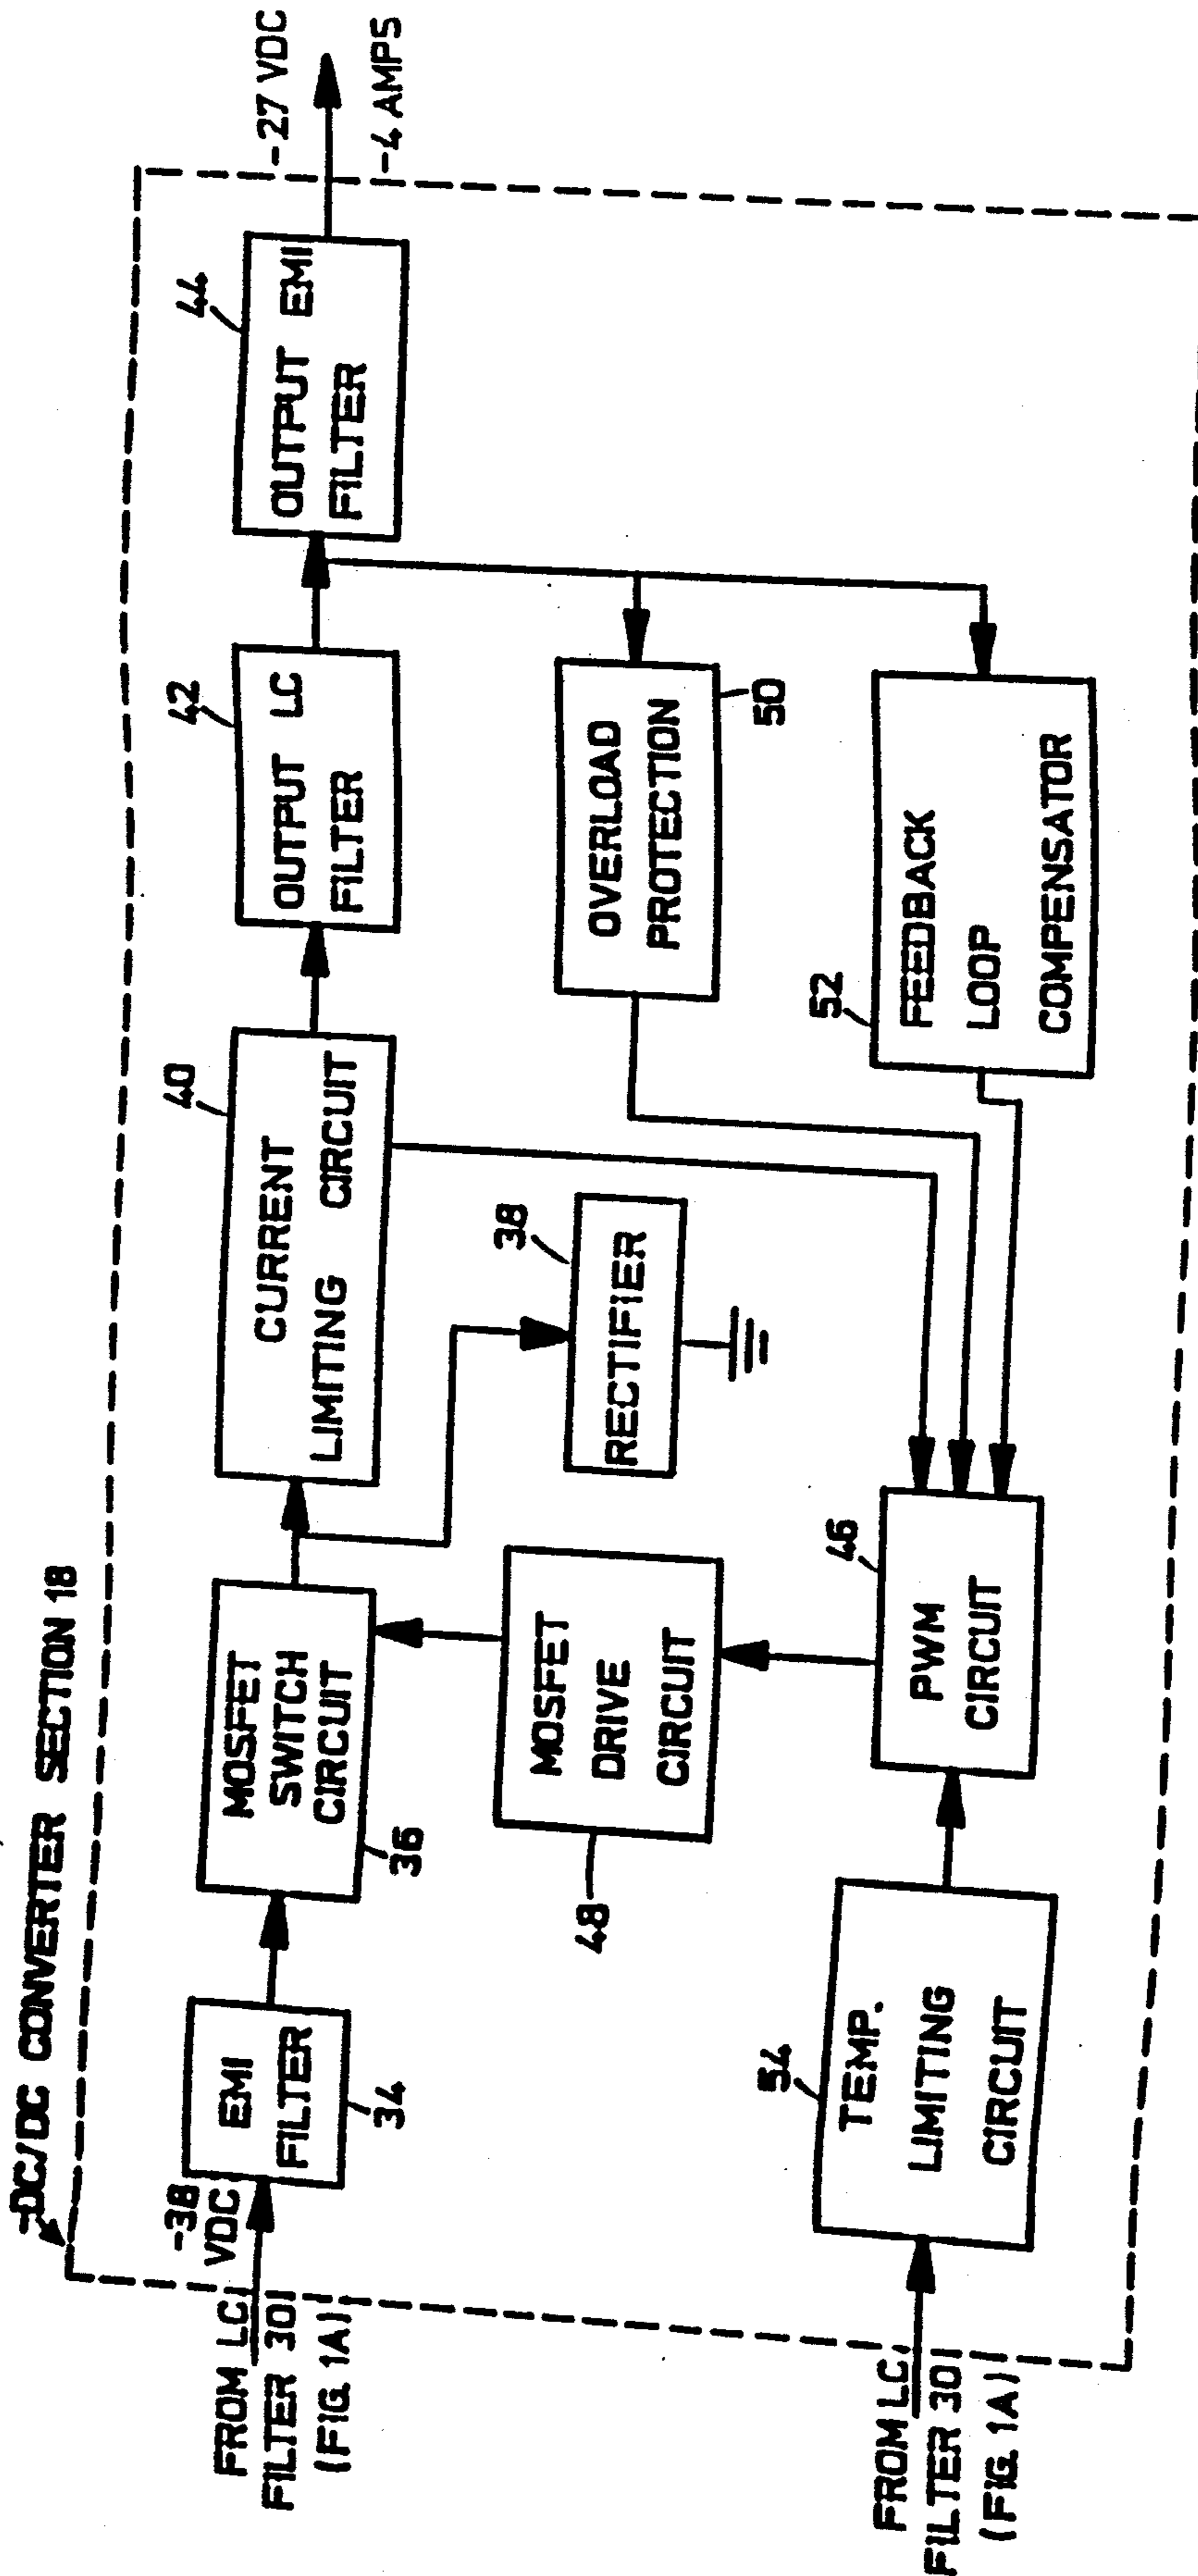 DC/DC CONVERTER SECTION 18
FROM LC
FILTER 30
(FIG. 1A)
-38
VDC
EMI
FILTER
34
MOSFET
SWITCH
CIRCUIT
36
CURRENT
LIMITING CIRCUIT
40
OUTPUT LC
FILTER
42
OUTPUT EMI
FILTER
44
-27 VDC
-4 AMPS
RECTIFIER
38
MOSFET
DRIVE
CIRCUIT
48
OVERLOAD
PROTECTION
50
FROM LC
FILTER 30
(FIG. 1A)
TEMP.
LIMITING
CIRCUIT
54
PWM
CIRCUIT
46
FEEDBACK
LOOP
COMPENSATOR
52